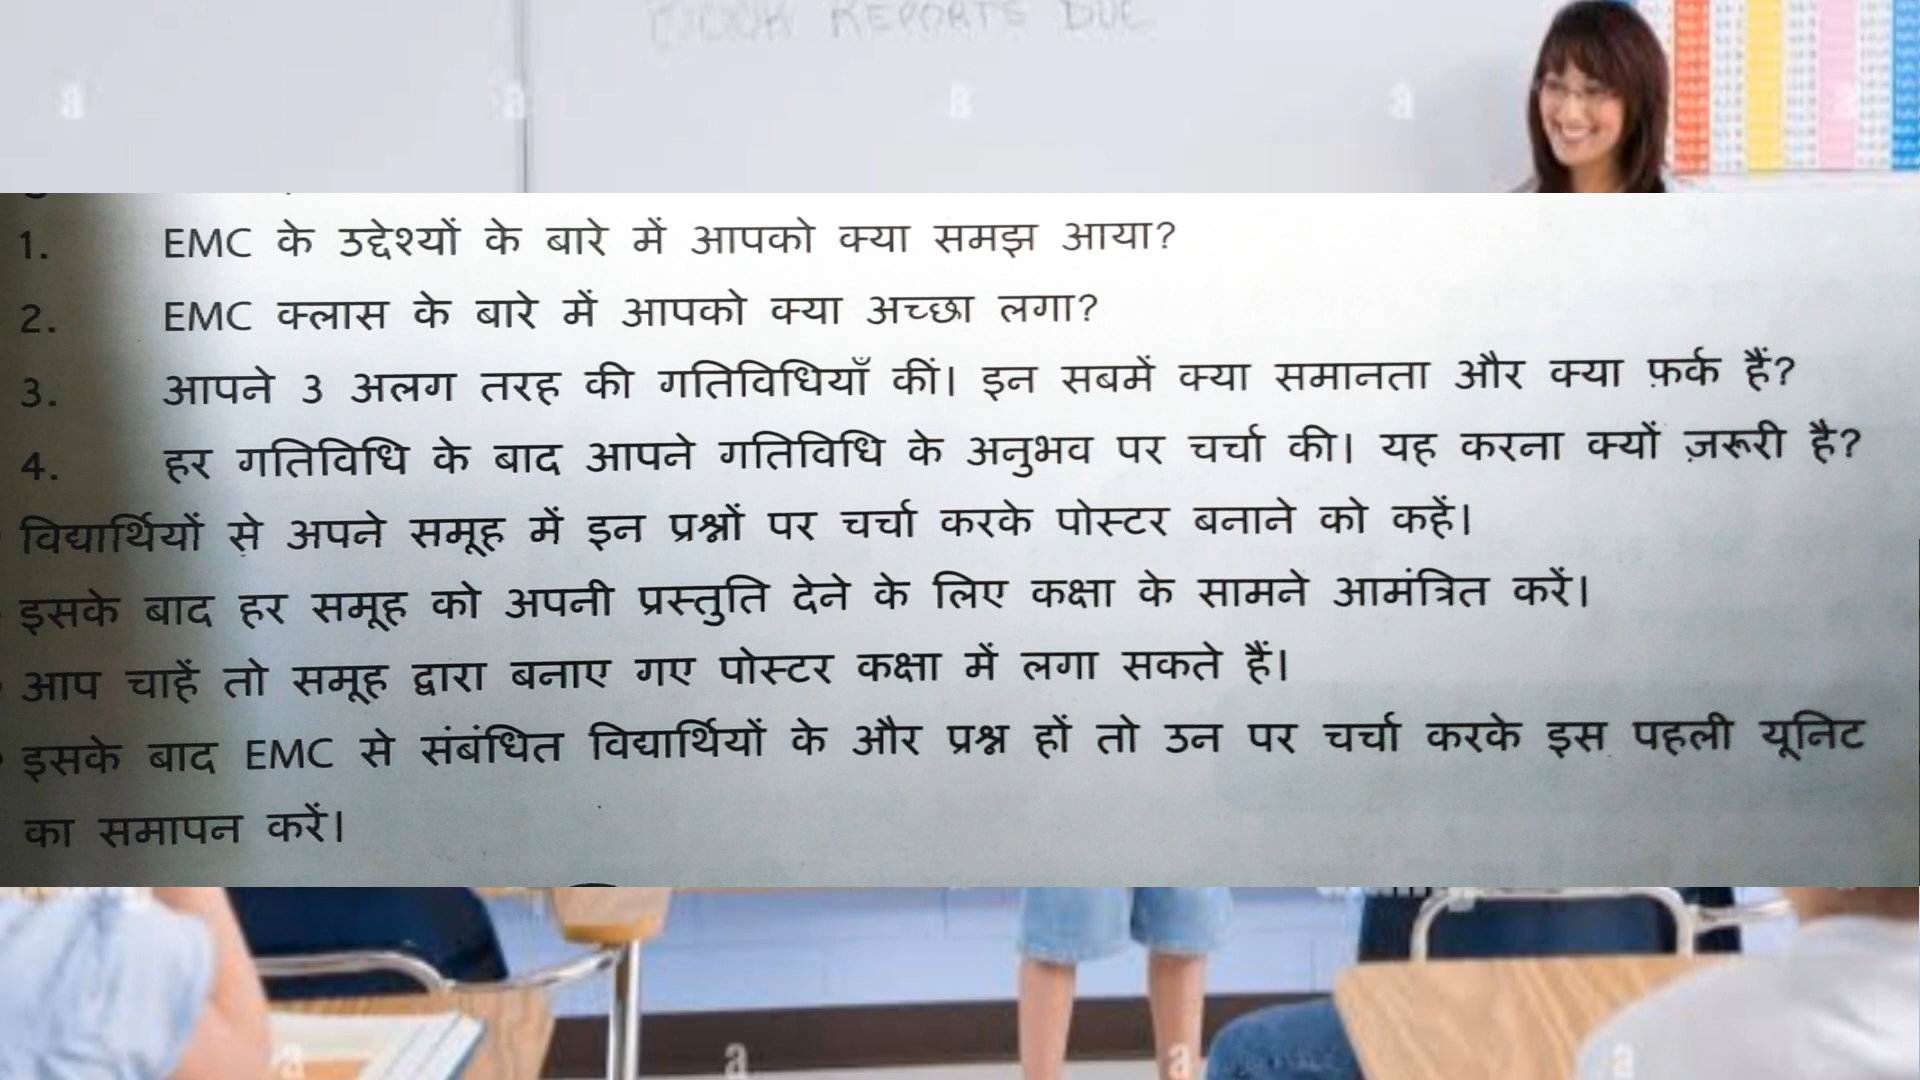 BOOK REPORTS DUE
1. EMC के उद्देश्यों के बारे में आपको क्या समझ आया?
2. EMC क्लास के बारे में आपको क्या अच्छा लगा?
3. आपने 3 अलग तरह की गतिविधियाँ कीं। इन सबमें क्या समानता और क्या फ़र्क हैं?
4. हर गतिविधि के बाद आपने गतिविधि के अनुभव पर चर्चा की। यह करना क्यों ज़रूरी है?
विद्यार्थियों से अपने समूह में इन प्रश्नों पर चर्चा करके पोस्टर बनाने को कहें।
इसके बाद हर समूह को अपनी प्रस्तुति देने के लिए कक्षा के सामने आमंत्रित करें।
आप चाहें तो समूह द्वारा बनाए गए पोस्टर कक्षा में लगा सकते हैं।
इसके बाद EMC से संबंधित विद्यार्थियों के और प्रश्न हों तो उन पर चर्चा करके इस पहली यूनिट
का समापन करें।